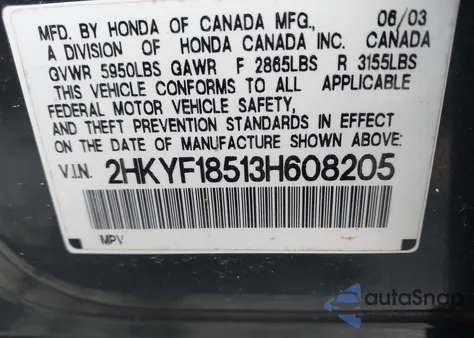 MFD. BY HONDA OF CANADA MFG., 06/03
A DIVISION OF HONDA CANADA INC. CANADA
GVWR 5950LBS GAWR F 2865LBS R 3155LBS
THIS VEHICLE CONFORMS TO ALL APPLICABLE
FEDERAL MOTOR VEHICLE SAFETY,
AND THEFT PREVENTION STANDARDS IN EFFECT
ON THE DATE OF MANUFACTURE SHOWN ABOVE.
V.I.N. 2HKYF18513H608205
MPV
autoSnap